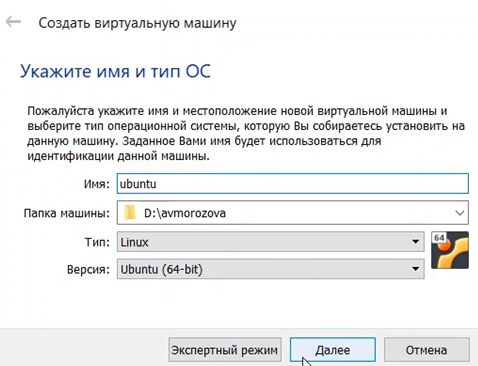 Создать виртуальную машину
Укажите имя и тип ОС
Пожалуйста укажите имя и местоположение новой виртуальной машины и
выберите тип операционной системы, которую Вы собираетесь установить на
данную машину. Заданное Вами имя будет использоваться для
идентификации данной машины.
Имя: ubuntu
Папка машины: D:\avmorozova
Тип: Linux
64
Версия: Ubuntu (64-bit)
Экспертный режим Далее Отмена